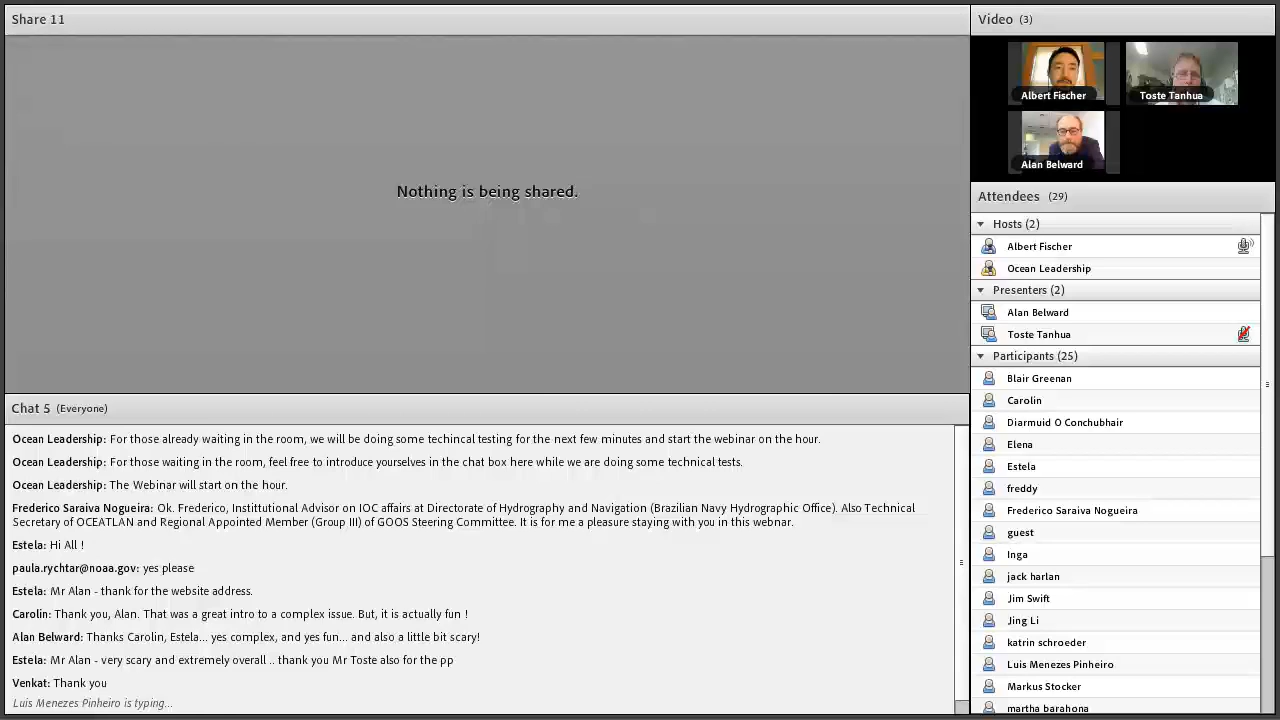 Share 11
Nothing is being shared.
Chat 5 (Everyone)
Ocean Leadership: For those already waiting in the room, we will be doing some techincal testing for the next few minutes and start the webinar on the hour.
Ocean Leadership: For those waiting in the room, feel free to introduce yourselves in the chat box here while we are doing some technical tests.
Ocean Leadership: The Webinar will start on the hour.
Frederico Saraiva Nogueira: Ok. Frederico, Instittutional Advisor on IOC affairs at Directorate of Hydrography and Navigation (Brazilian Navy Hydrographic Office). Also Technical
Secretary of OCEATLAN and Regional Appointed Member (Group III) of GOOS Steering Committee. It is for me a pleasure staying with you in this webnar.
Estela: Hi All !
paula.rychtar@noaa.gov: yes please
Estela: Mr Alan - thank for the website address.
Carolin: Thank you, Alan. That was a great intro to a complex issue. But, it is actually fun !
Alan Belward: Thanks Carolin, Estela... yes complex, and yes fun... and also a little bit scary!
Estela: Mr Alan - very scary and extremely overall .. thank you Mr Toste also for the pp
Venkat: Thank you
Luis Menezes Pinheiro is typing...
Video (3)
Albert Fischer
Toste Tanhua
Alan Belward
Attendees (29)
Hosts (2)
Albert Fischer
Ocean Leadership
Presenters (2)
Alan Belward
Toste Tanhua
Participants (25)
Blair Greenan
Carolin
Diarmuid O Conchubhair
Elena
Estela
freddy
Frederico Saraiva Nogueira
guest
Inga
jack harlan
Jim Swift
Jing Li
katrin schroeder
Luis Menezes Pinheiro
Markus Stocker
martha barahona